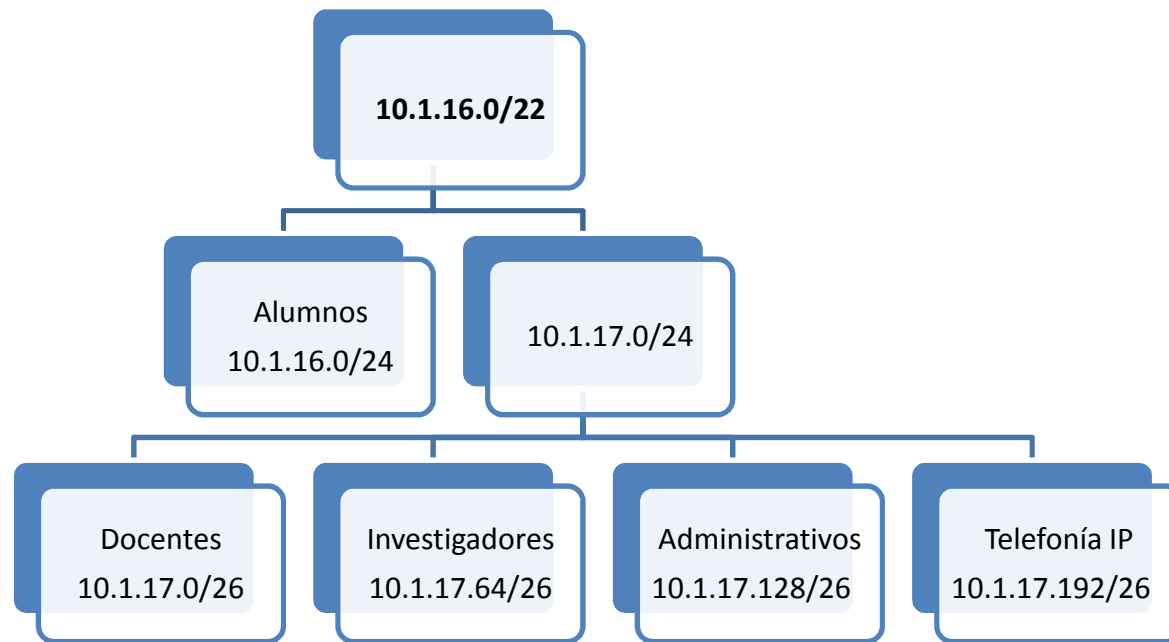 10.1.16.0/22
Alumnos
10.1.16.0/24
10.1.17.0/24
Docentes
10.1.17.0/26
Investigadores
10.1.17.64/26
Administrativos
10.1.17.128/26
Telefonía IP
10.1.17.192/26